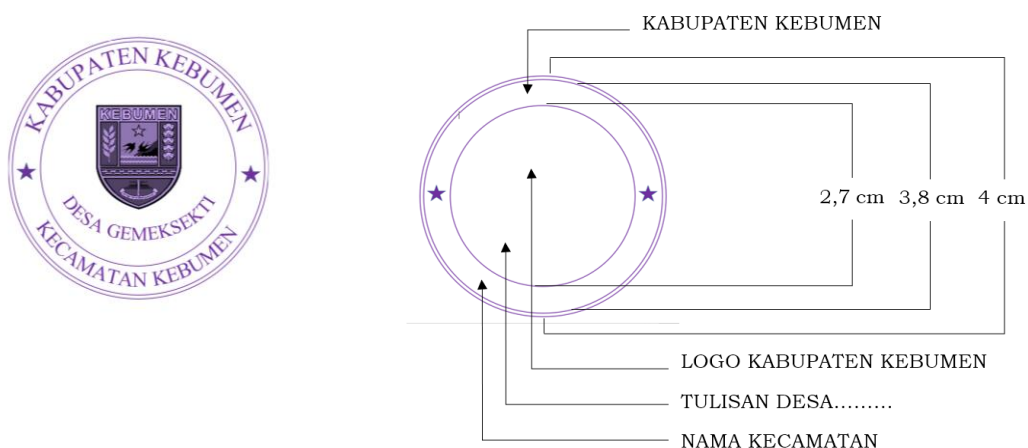 KABUPATEN KEBUMEN
KEBUMEN
DESA GEMEKSEKTI
KECAMATAN KEBUMEN
KABUPATEN KEBUMEN
2,7 cm 3,8 cm 4 cm
LOGO KABUPATEN KEBUMEN
TULISAN DESA.........
NAMA KECAMATAN